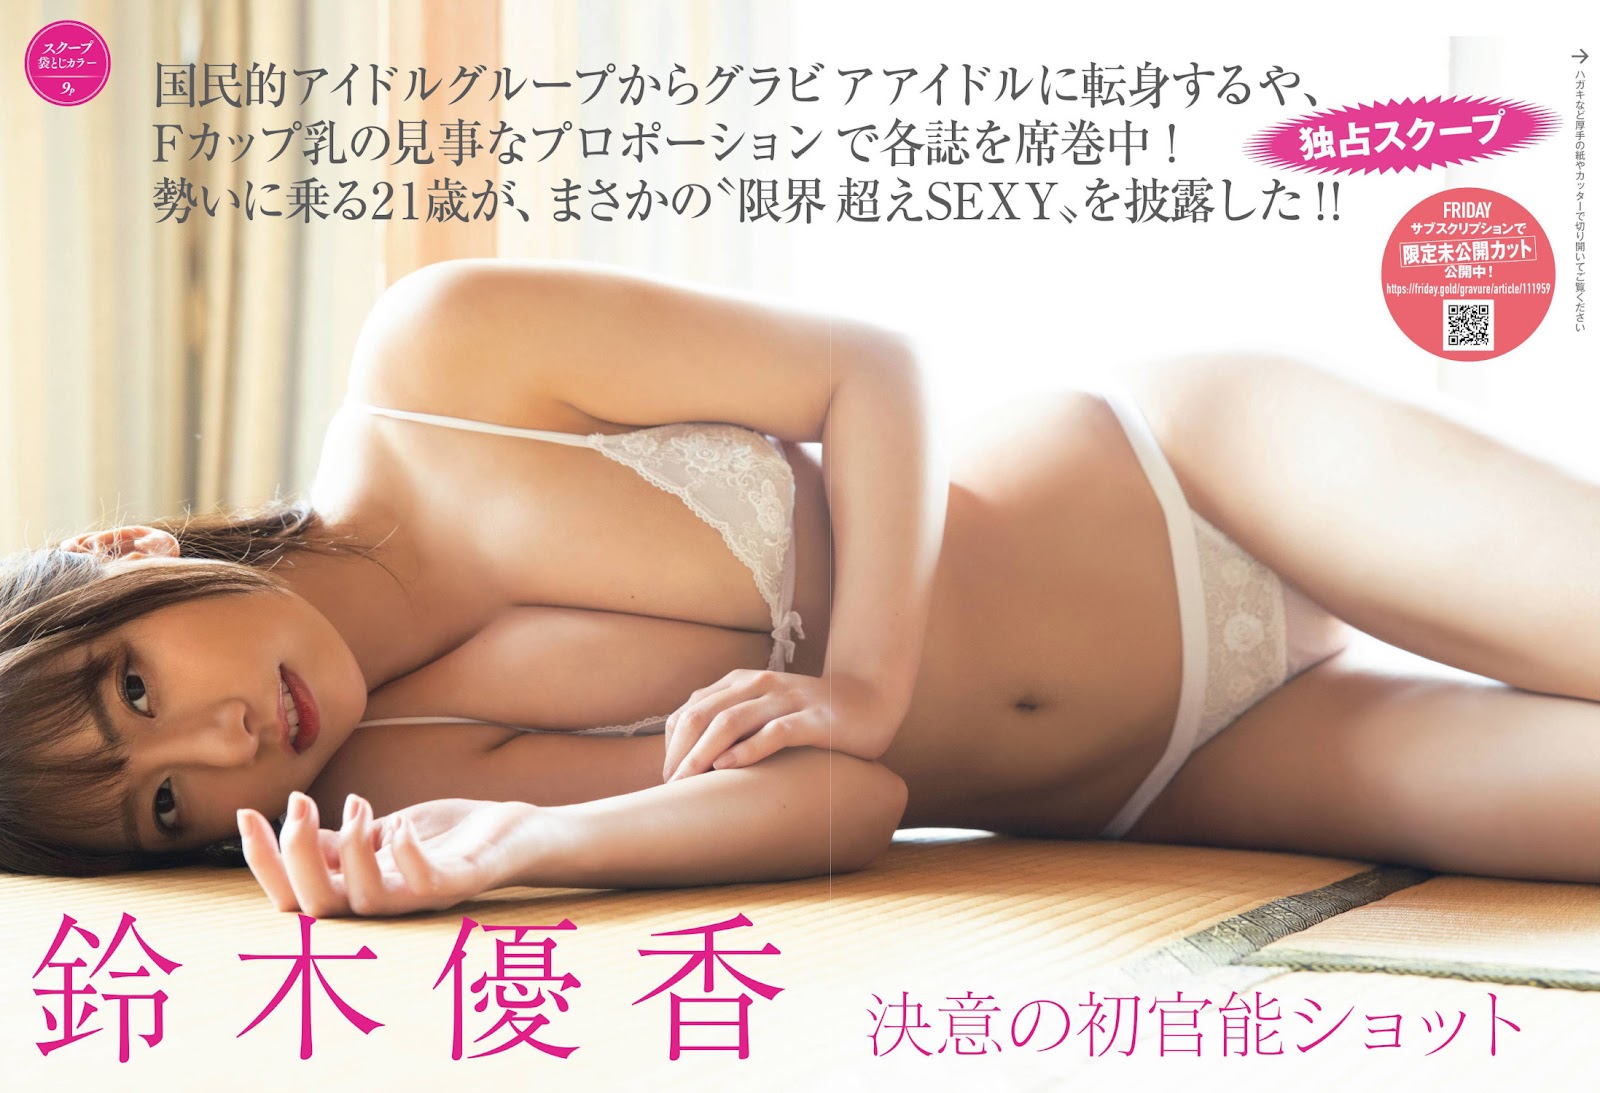 スクープ
袋とじカラー
9p
国民的アイドルグループからグラビアアイドルに転身するや、
Fカップ乳の見事なプロポーションで各誌を席巻中！
勢いに乗る21歳が、まさかの〝限界超えSEXY〟を披露した!!
独占スクープ
FRIDAY
サブスクリプションで
限定未公開カット
公開中！
https://friday.gold/gravure/article/111959
→ハガキなど厚手の紙やカッターで切り開いてご覧ください
鈴木優香
決意の初官能ショット